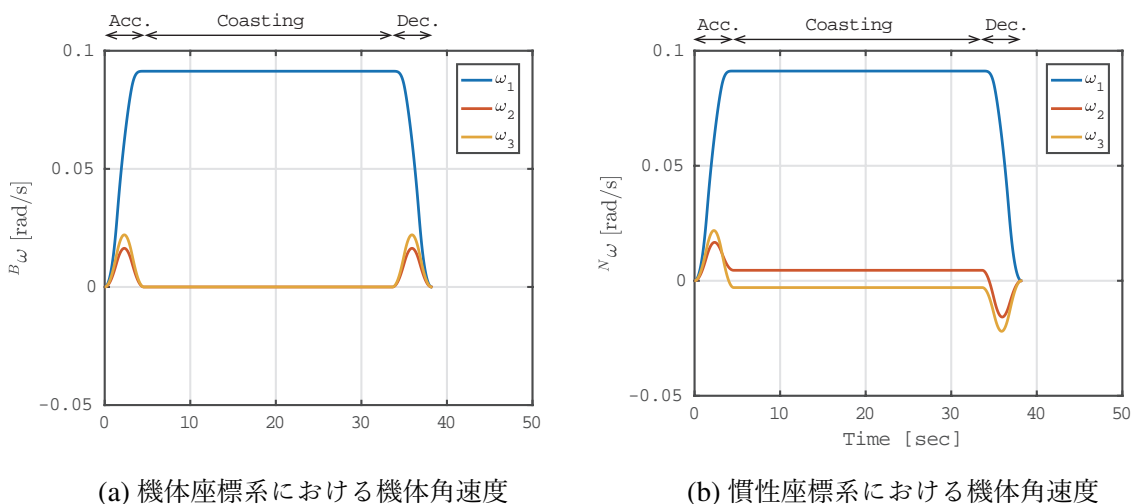 Acc. Coasting Dec.
0.1
0.05
0
−0.05
ᴮω [rad/s]
ω₁
ω₂
ω₃
0 10 20 30 40 50
(a) 機体座標系における機体角速度
Acc. Coasting Dec.
0.1
0.05
0
−0.05
ᴺω [rad/s]
ω₁
ω₂
ω₃
0 10 20 30 40 50
Time [sec]
(b) 慣性座標系における機体角速度